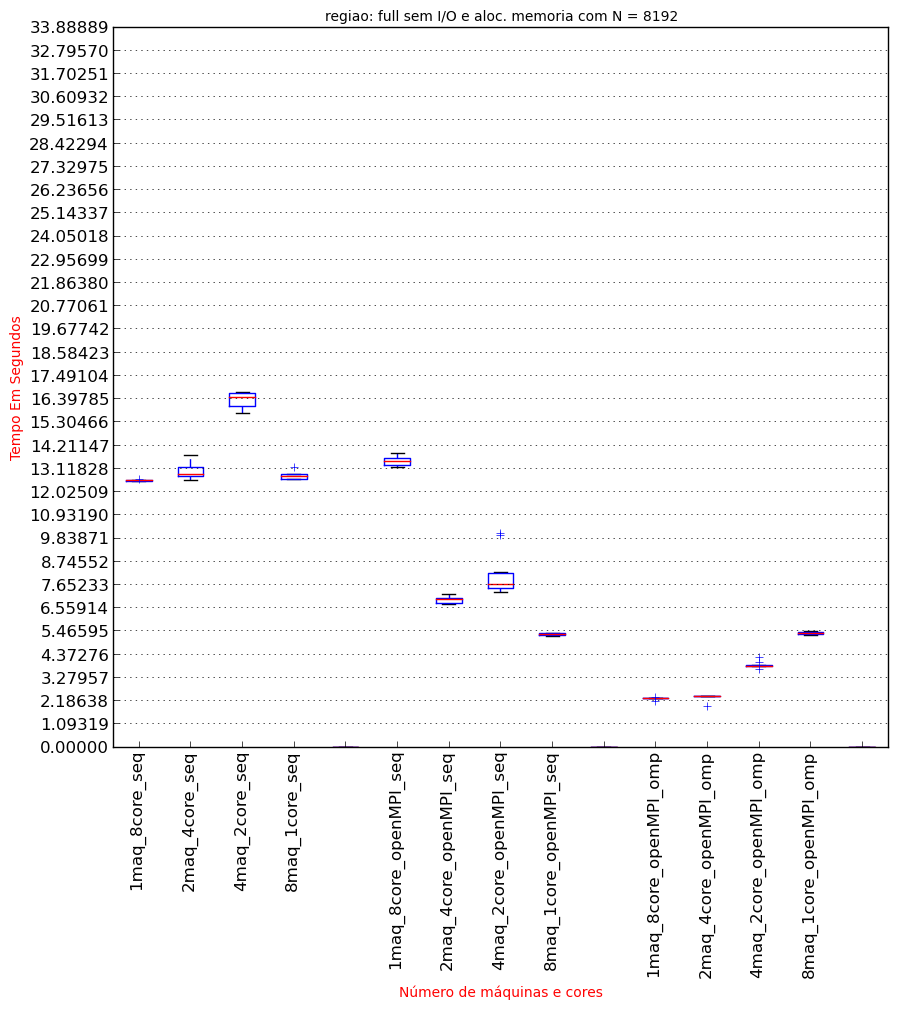 regiao: full sem I/O e aloc. memoria com N = 8192
33.88889
32.79570
31.70251
30.60932
29.51613
28.42294
27.32975
26.23656
25.14337
24.05018
22.95699
21.86380
20.77061
19.67742
18.58423
17.49104
16.39785
15.30466
14.21147
13.11828
12.02509
10.93190
9.83871
8.74552
7.65233
6.55914
5.46595
4.37276
3.27957
2.18638
1.09319
0.00000
Tempo Em Segundos
1maq_8core_seq
2maq_4core_seq
4maq_2core_seq
8maq_1core_seq
1maq_8core_openMPI_seq
2maq_4core_openMPI_seq
4maq_2core_openMPI_seq
8maq_1core_openMPI_seq
1maq_8core_openMPI_omp
2maq_4core_openMPI_omp
4maq_2core_openMPI_omp
8maq_1core_openMPI_omp
Número de máquinas e cores